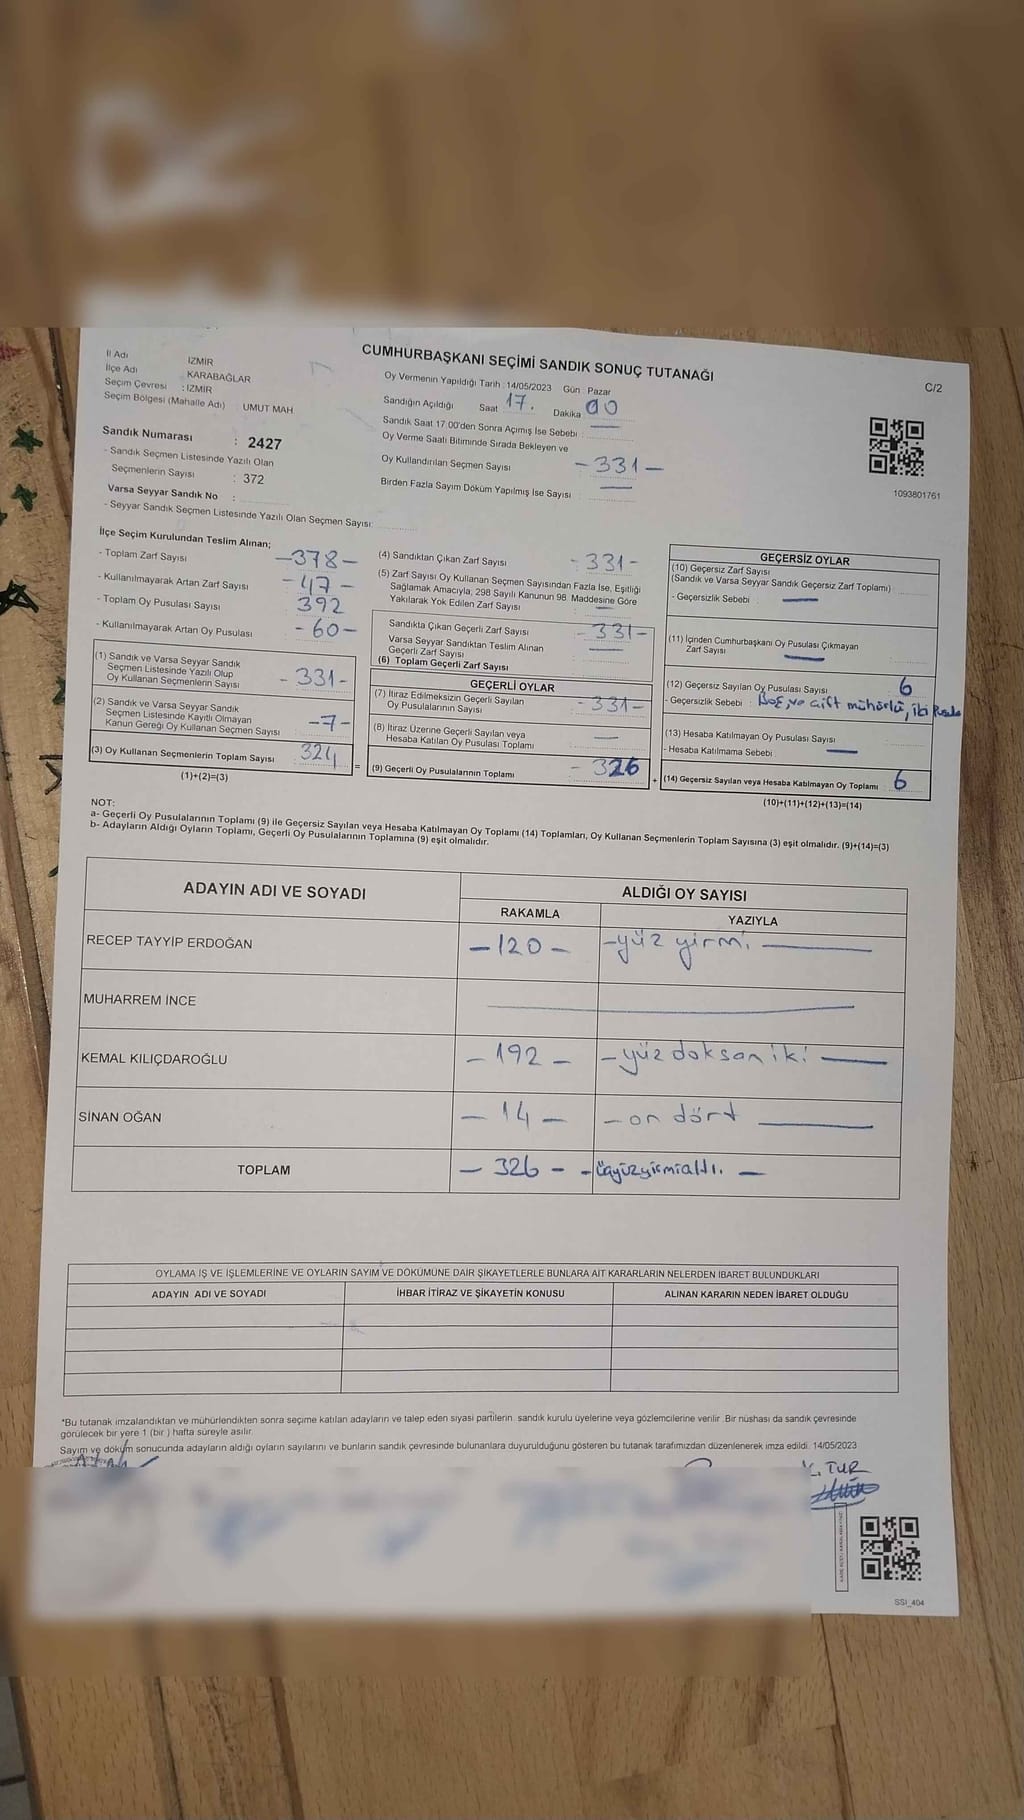 CUMHURBAŞKANI SEÇİMİ SANDIK SONUÇ TUTANAĞI
C/2
İl Adı IZMİR
İlçe Adı KARABAĞLAR
Seçim Çevresi : IZMİR
Seçim Bölgesi (Mahalle Adı) UMUT MAH
Sandık Numarası : 2427
- Sandık Seçmen Listesinde Yazılı Olan
Seçmenlerin Sayısı : 372
Varsa Seyyar Sandık No :
- Seyyar Sandık Seçmen Listesinde Yazılı Olan Seçmen Sayısı:
Oy Vermenin Yapıldığı Tarih : 14/05/2023 Gün : Pazar
Sandığın Açıldığı Saat 17. Dakika 00
Sandık Saat 17 00'den Sonra Açımış İse Sebebi :
Oy Verme Saati Bitiminde Sırada Bekleyen ve
Oy Kullandırılan Seçmen Sayısı - 331 -
Birden Fazla Sayım Döküm Yapılmış İse Sayısı :
1093801761
İlçe Seçim Kurulundan Teslim Alınan;
- Toplam Zarf Sayısı - 378 -
- Kullanılmayarak Artan Zarf Sayısı - 47 -
- Toplam Oy Pusulası Sayısı 392
- Kullanılmayarak Artan Oy Pusulası - 60 -
(1) Sandık ve Varsa Seyyar Sandık
Seçmen Listesinde Yazılı Olup
Oy Kullanan Seçmenlerin Sayısı - 331 -
(2) Sandık ve Varsa Seyyar Sandık
Seçmen Listesinde Kayıtlı Olmayan
Kanun Gereği Oy Kullanan Seçmen Sayısı - 7 -
(3) Oy Kullanan Seçmenlerin Toplam Sayısı 324
(1)+(2)=(3)
(4) Sandıktan Çıkan Zarf Sayısı - 331 -
(5) Zarf Sayısı Oy Kullanan Seçmen Sayısından Fazla İse, Eşitliği
Sağlamak Amacıyla, 298 Sayılı Kanunun 98. Maddesine Göre
Yakılarak Yok Edilen Zarf Sayısı
Sandıkta Çıkan Geçerli Zarf Sayısı - 331 -
Varsa Seyyar Sandıktan Teslim Alınan
Geçerli Zarf Sayısı
(6) Toplam Geçerli Zarf Sayısı
GEÇERLİ OYLAR
(7) İtiraz Edilmeksizin Geçerli Sayılan
Oy Pusulalarının Sayısı - 331 -
(8) İtiraz Üzerine Geçerli Sayılan veya
Hesaba Katılan Oy Pusulası Toplamı
= (9) Geçerli Oy Pusulalarının Toplamı - 326
GEÇERSİZ OYLAR
(10) Geçersiz Zarf Sayısı
(Sandık ve Varsa Seyyar Sandık Geçersiz Zarf Toplamı)
- Geçersizlik Sebebi :
(11) İçinden Cumhurbaşkanı Oy Pusulası Çıkmayan
Zarf Sayısı
(12) Geçersiz Sayılan Oy Pusulası Sayısı 6
- Geçersizlik Sebebi : Boş, ve çift mühürlü, iki Pusula
(13) Hesaba Katılmayan Oy Pusulası Sayısı
- Hesaba Katılmama Sebebi :
+ (14) Geçersiz Sayılan veya Hesaba Katılmayan Oy Toplamı 6
(10)+(11)+(12)+(13)=(14)
NOT:
a- Geçerli Oy Pusulalarının Toplamı (9) ile Geçersiz Sayılan veya Hesaba Katılmayan Oy Toplamı (14) Toplamları, Oy Kullanan Seçmenlerin Toplam Sayısına (3) eşit olmalıdır. (9)+(14)=(3)
b- Adayların Aldığı Oyların Toplamı, Geçerli Oy Pusulalarının Toplamına (9) eşit olmalıdır.
ADAYIN ADI VE SOYADI ALDIĞI OY SAYISI
RAKAMLA YAZIYLA
RECEP TAYYİP ERDOĞAN - 120 - - yüz yirmi
MUHARREM İNCE
KEMAL KILIÇDAROĞLU - 192 - - yüz doksan iki
SİNAN OĞAN - 14 - - on dört
TOPLAM - 326 - - üçyüzyirmialtı. -
OYLAMA İŞ VE İŞLEMLERİNE VE OYLARIN SAYIM VE DÖKÜMÜNE DAİR ŞİKAYETLERLE BUNLARA AİT KARARLARIN NELERDEN İBARET BULUNDUKLARI
ADAYIN ADI VE SOYADI İHBAR İTİRAZ VE ŞİKAYETİN KONUSU ALINAN KARARIN NEDEN İBARET OLDUĞU
*Bu tutanak imzalandıktan ve mühürlendikten sonra seçime katılan adayların ve talep eden siyasi partilerin sandık kurulu üyelerine veya gözlemcilerine verilir. Bir nüshası da sandık çevresinde
görülecek bir yere 1 (bir ) hafta süreyle asılır.
Sayım ve döküm sonucunda adayların aldığı oyların sayılarını ve bunların sandık çevresinde bulunanlara duyurulduğunu gösteren bu tutanak tarafımızdan düzenlenerek imza edildi. 14/05/2023
TUR
SSI_404